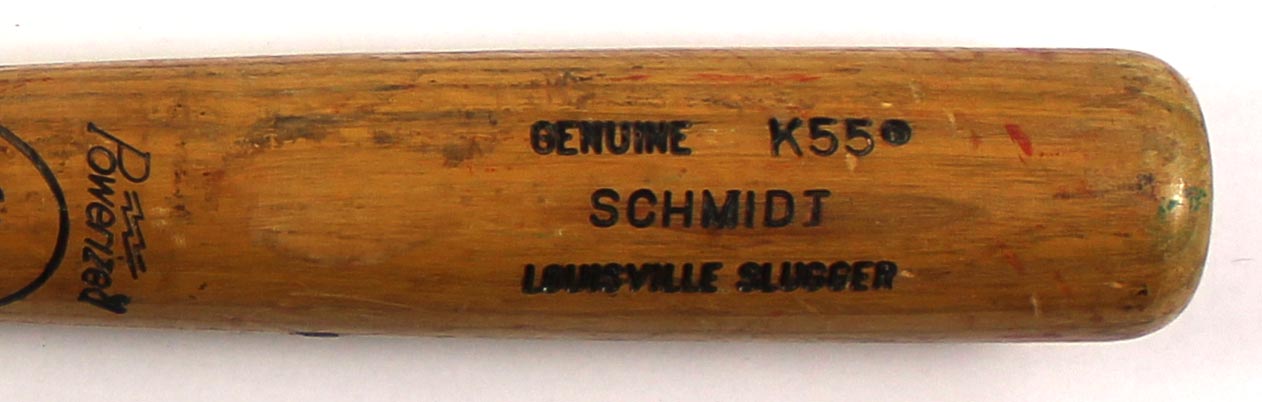 Powerized
GENUINE K55®
SCHMIDT
LOUISVILLE SLUGGER